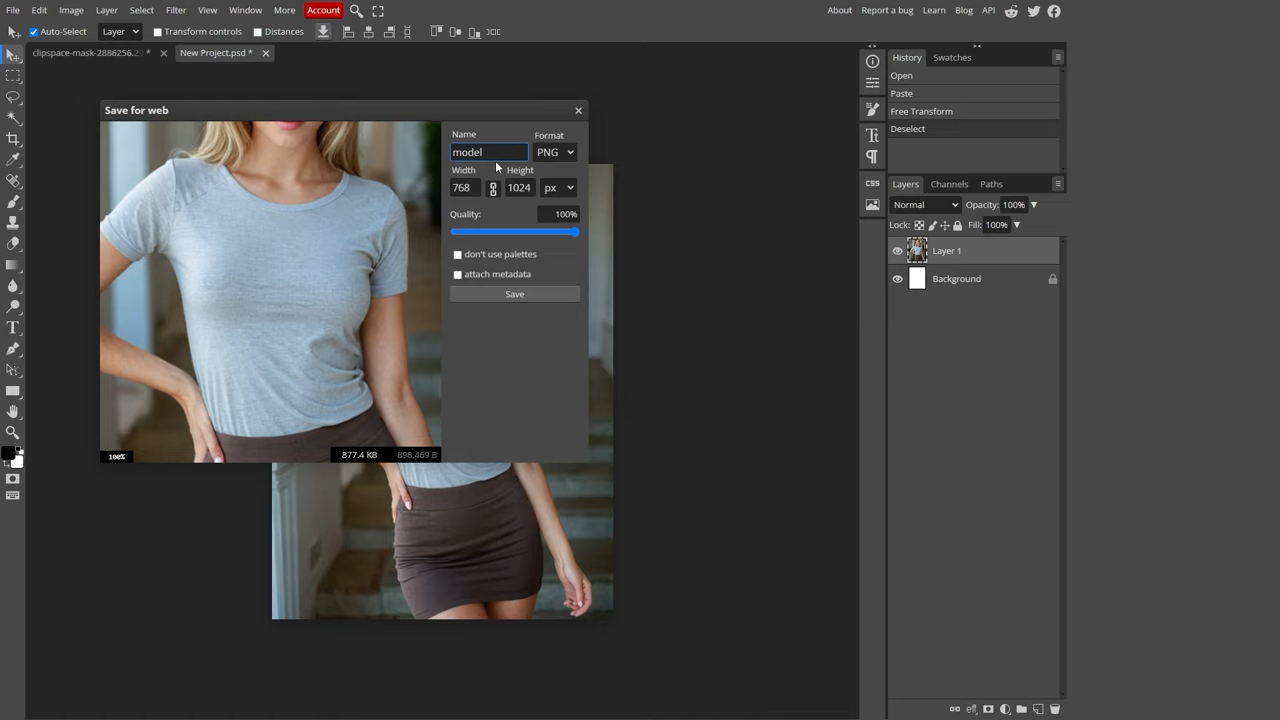 File Edit Image Layer Select Filter View Window More Account About Report a bug Learn Blog API
Auto-Select Layer Transform controls Distances
clipspace-mask-2886256.2 * New Project.psd *
History Swatches
Open
Paste
Free Transform
Deselect
Save for web
Name Format
model PNG
Width Height
768 1024 px
Quality: 100%
don't use palettes
attach metadata
Save
877.4 KB 898,469 B
100%
CSS
Layers Channels Paths
Normal Opacity: 100%
Lock: Fill: 100%
Layer 1
Background
eff